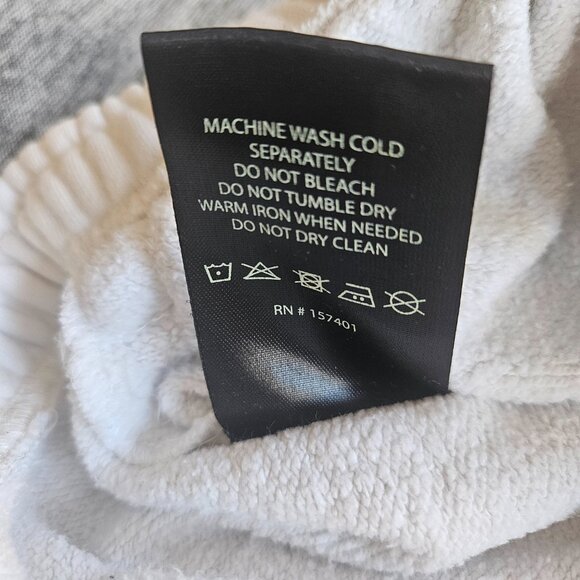 MACHINE WASH COLD
SEPARATELY
DO NOT BLEACH
DO NOT TUMBLE DRY
WARM IRON WHEN NEEDED
DO NOT DRY CLEAN
RN # 157401